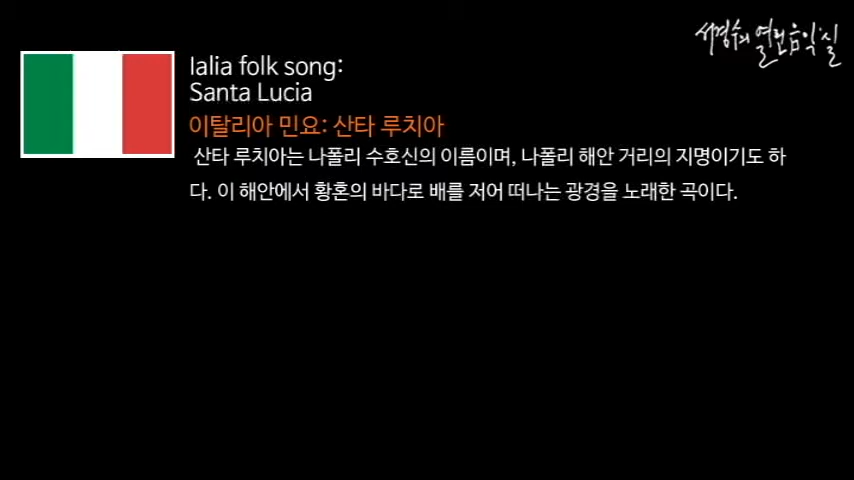 서경수의 열린음악실
Ialia folk song:
Santa Lucia
이탈리아 민요: 산타 루치아
산타 루치아는 나폴리 수호신의 이름이며, 나폴리 해안 거리의 지명이기도 하
다. 이 해안에서 황혼의 바다로 배를 저어 떠나는 광경을 노래한 곡이다.